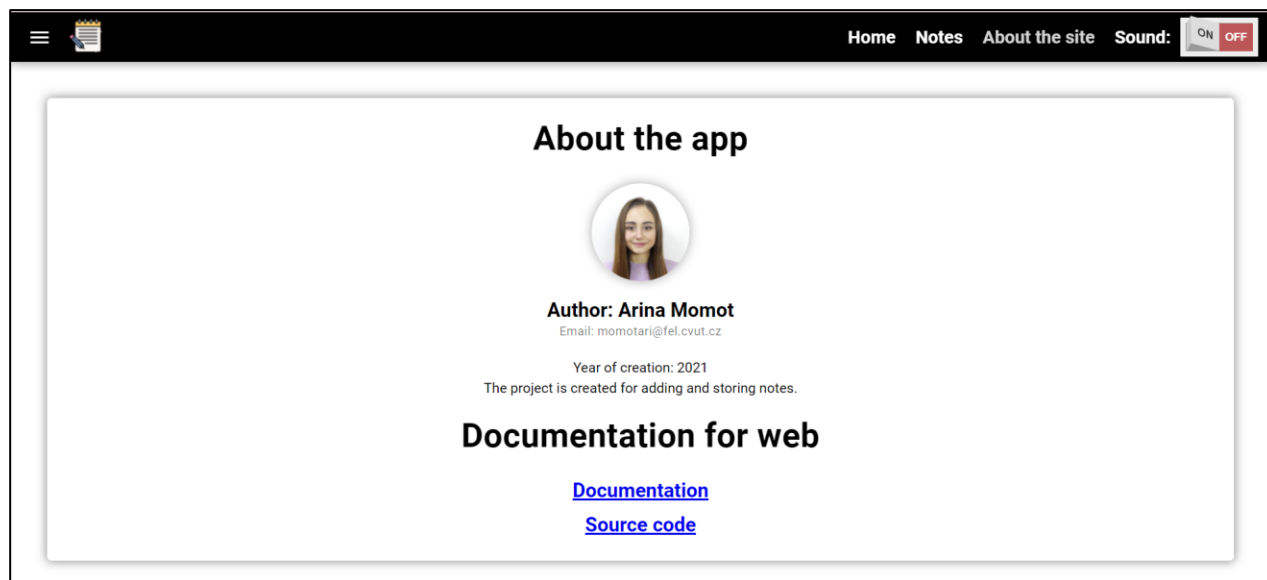 Home Notes About the site Sound: ON OFF
About the app
Author: Arina Momot
Email: momotari@fel.cvut.cz
Year of creation: 2021
The project is created for adding and storing notes.
Documentation for web
Documentation
Source code